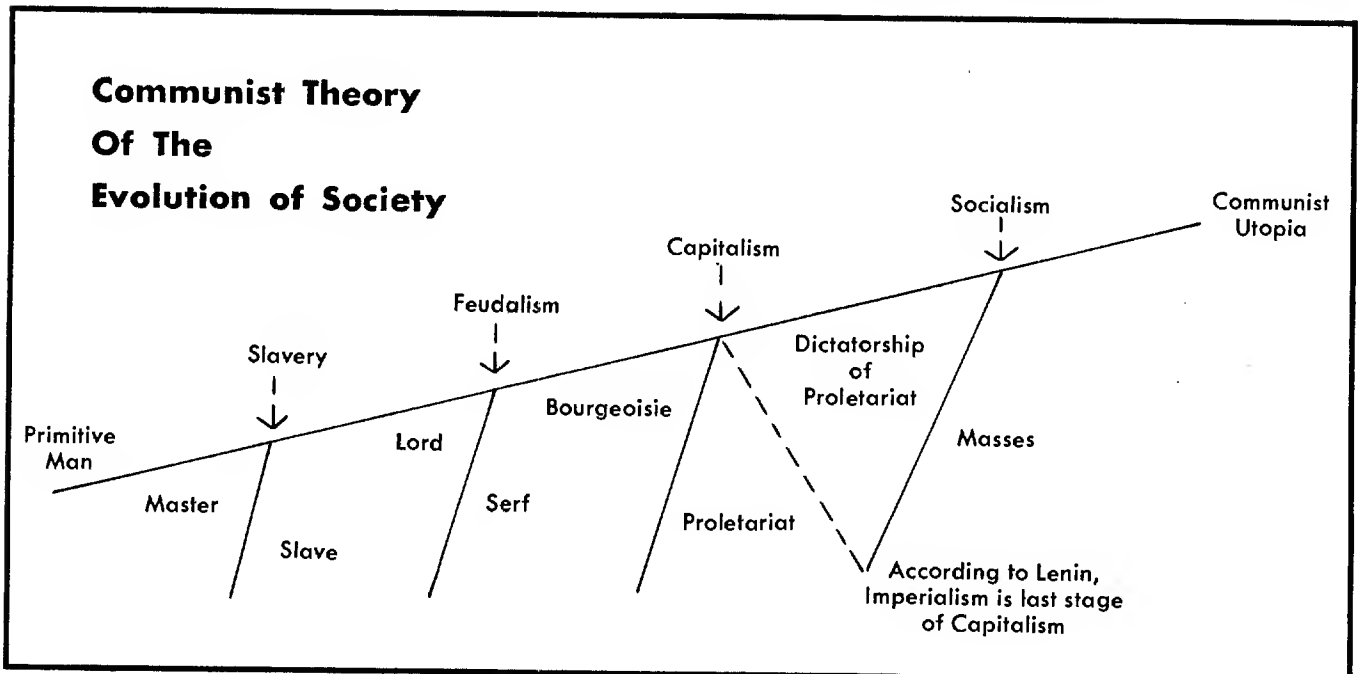 Communist Theory
Of The
Evolution of Society
Primitive
Man
Slavery
Master
Slave
Feudalism
Lord
Serf
Capitalism
Bourgeoisie
Proletariat
Socialism
Dictatorship
of
Proletariat
Masses
According to Lenin,
Imperialism is last stage
of Capitalism
Communist
Utopia